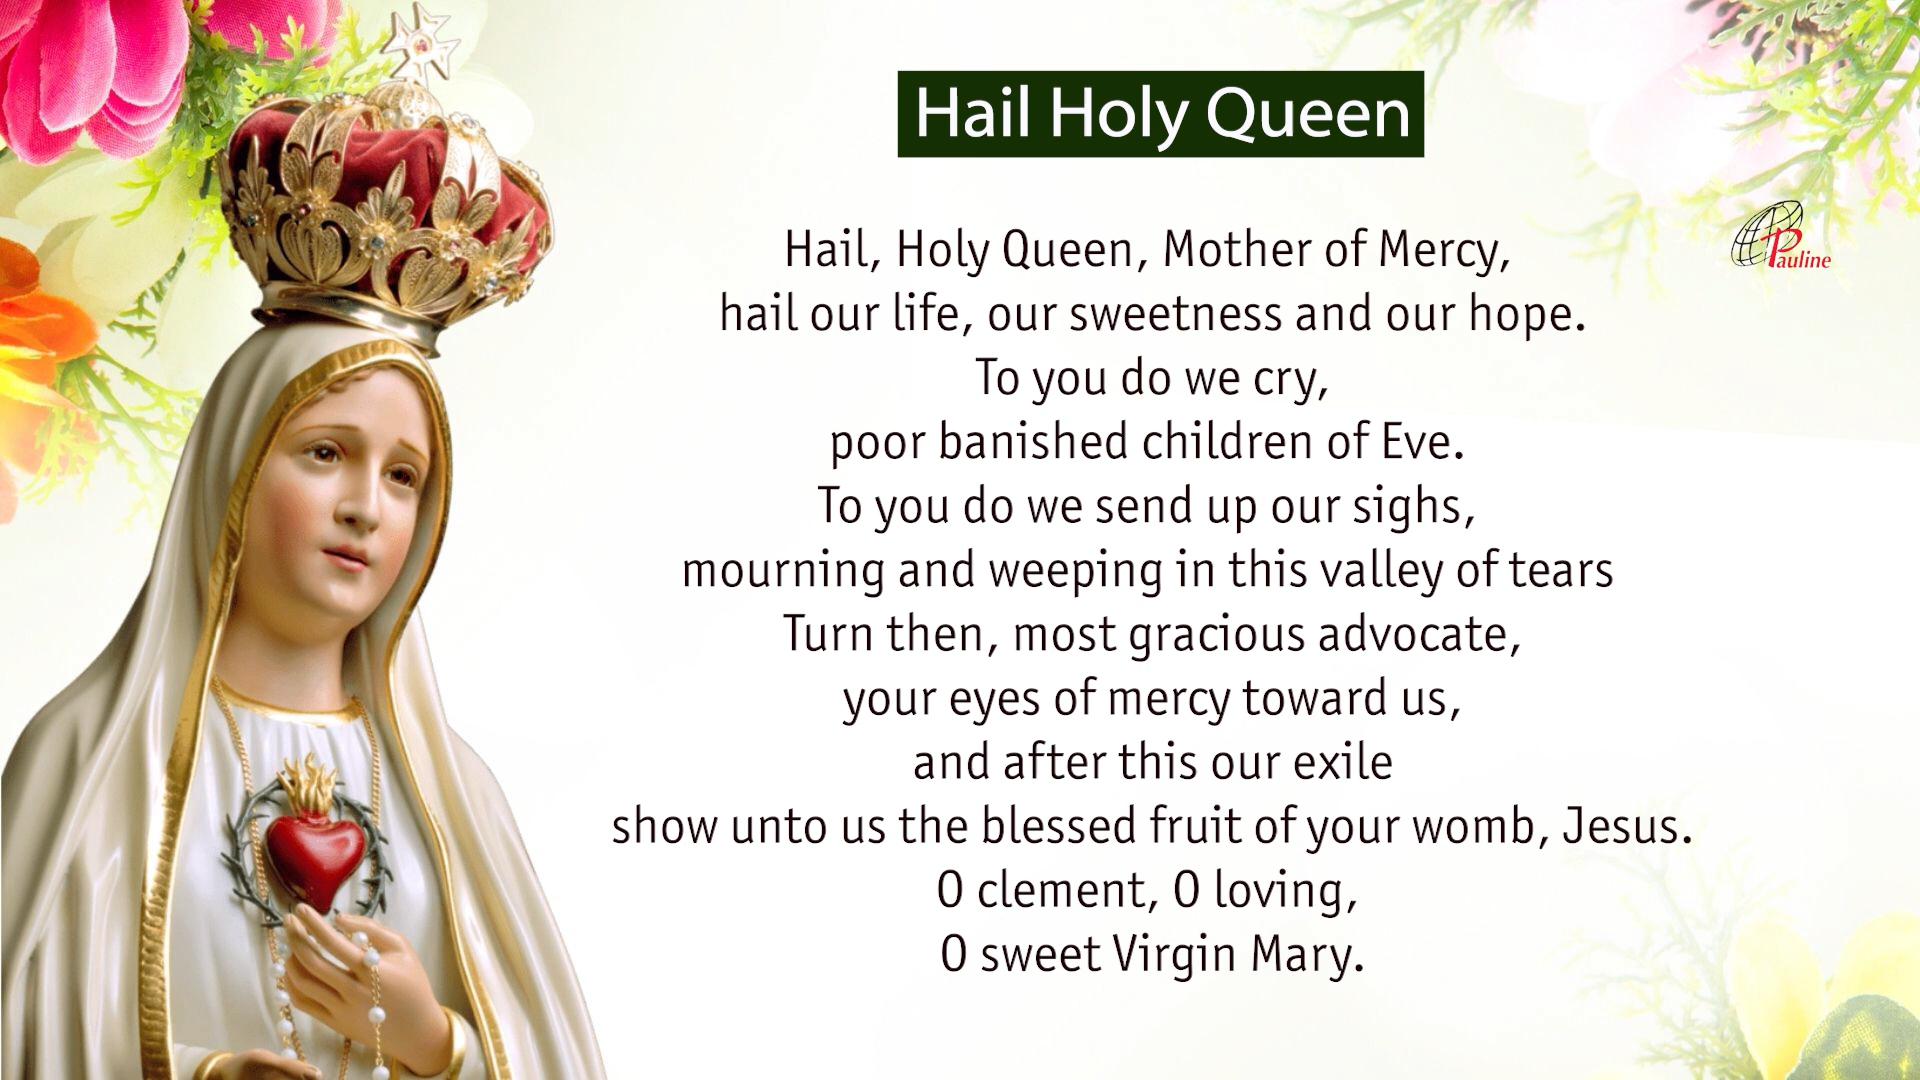 Hail Holy Queen
Hail, Holy Queen, Mother of Mercy,
hail our life, our sweetness and our hope.
To you do we cry,
poor banished children of Eve.
To you do we send up our sighs,
mourning and weeping in this valley of tears
Turn then, most gracious advocate,
your eyes of mercy toward us,
and after this our exile
show unto us the blessed fruit of your womb, Jesus.
O clement, O loving,
O sweet Virgin Mary.
Pauline